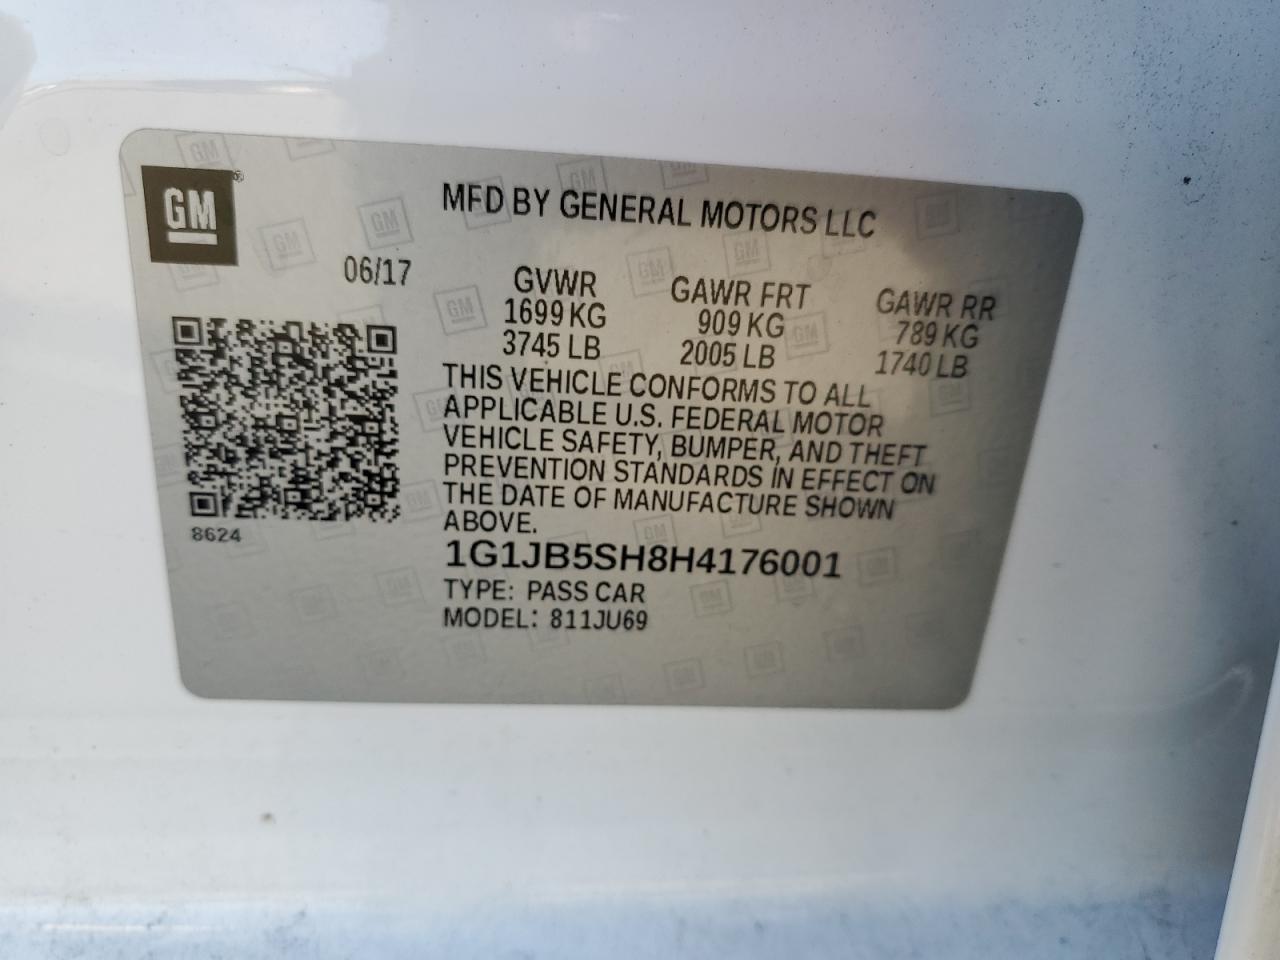 GM
MFD BY GENERAL MOTORS LLC
06/17
GVWR GAWR FRT GAWR RR
1699 KG 909 KG 789 KG
3745 LB 2005 LB 1740 LB
THIS VEHICLE CONFORMS TO ALL
APPLICABLE U.S. FEDERAL MOTOR
VEHICLE SAFETY, BUMPER, AND THEFT
PREVENTION STANDARDS IN EFFECT ON
THE DATE OF MANUFACTURE SHOWN
ABOVE.
8624
1G1JB5SH8H4176001
TYPE: PASS CAR
MODEL: 811JU69